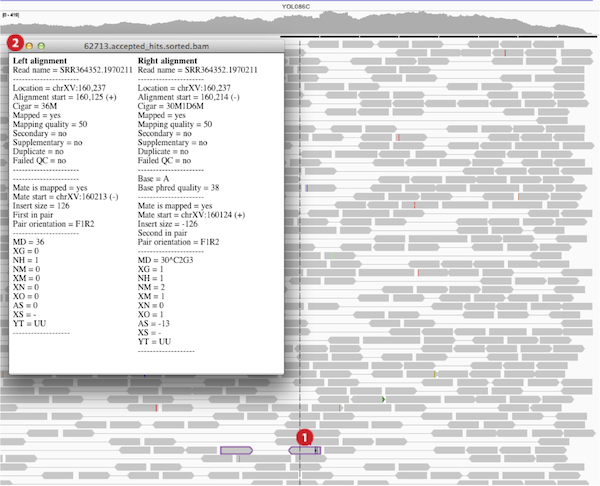 YOL086C
[0 - 416]
2
62713.accepted_hits.sorted.bam
Left alignment
Read name = SRR364352.1970211
----------------------
Location = chrXV:160,237
Alignment start = 160,125 (+)
Cigar = 36M
Mapped = yes
Mapping quality = 50
Secondary = no
Supplementary = no
Duplicate = no
Failed QC = no
----------------------
----------------------
Mate is mapped = yes
Mate start = chrXV:160213 (-)
Insert size = 126
First in pair
Pair orientation = F1R2
----------------------
MD = 36
XG = 0
NH = 1
NM = 0
XM = 0
XN = 0
XO = 0
AS = 0
XS = -
YT = UU
-------------------
Right alignment
Read name = SRR364352.1970211
----------------------
Location = chrXV:160,237
Alignment start = 160,214 (-)
Cigar = 30M1D6M
Mapped = yes
Mapping quality = 50
Secondary = no
Supplementary = no
Duplicate = no
Failed QC = no
----------------------
Base = A
Base phred quality = 38
----------------------
Mate is mapped = yes
Mate start = chrXV:160124 (+)
Insert size = -126
Second in pair
Pair orientation = F1R2
----------------------
MD = 30^C2G3
XG = 1
NH = 1
NM = 2
XM = 1
XN = 0
XO = 1
AS = -13
XS = -
YT = UU
-------------------
1